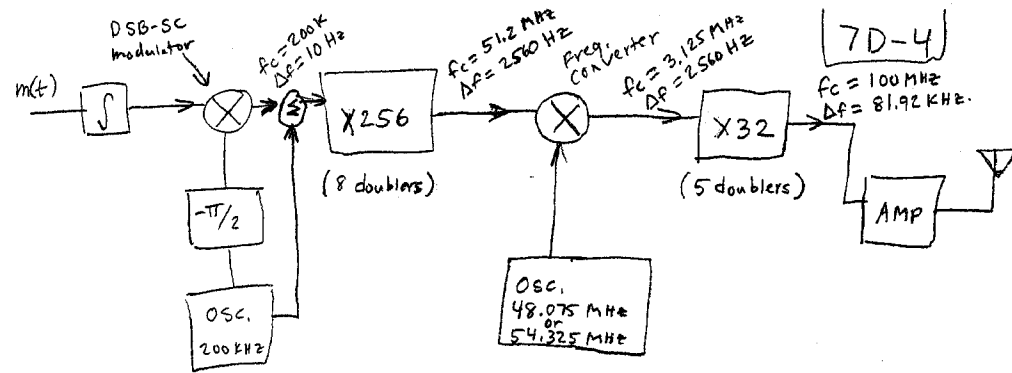 DSB-SC
modulator
m(t)
∫
fc = 200K
Δf = 10 Hz
Σ
X256
(8 doublers)
fc = 51.2 MHz
Δf = 2560 Hz
Freq.
Converter
fc = 3.125 MHz
Δf = 2560 Hz
X32
(5 doublers)
7D-4
fc = 100 MHz
Δf = 81.92 KHz.
AMP
-π/2
OSC.
200 KHz
OSC.
48.075 MHz
or
54.325 MHz